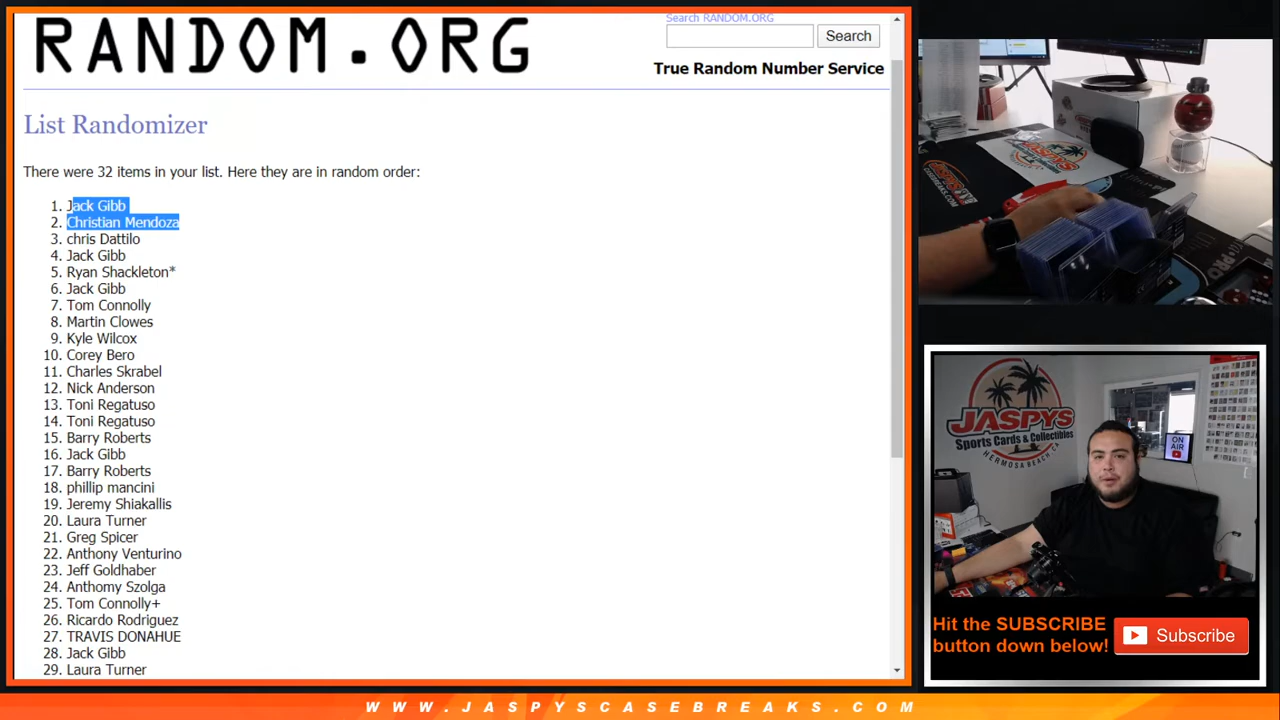 RANDOM.ORG
Search RANDOM.ORG
Search
True Random Number Service
List Randomizer
There were 32 items in your list. Here they are in random order:
1. Jack Gibb
2. Christian Mendoza
3. chris Dattilo
4. Jack Gibb
5. Ryan Shackleton*
6. Jack Gibb
7. Tom Connolly
8. Martin Clowes
9. Kyle Wilcox
10. Corey Bero
11. Charles Skrabel
12. Nick Anderson
13. Toni Regatuso
14. Toni Regatuso
15. Barry Roberts
16. Jack Gibb
17. Barry Roberts
18. phillip mancini
19. Jeremy Shiakallis
20. Laura Turner
21. Greg Spicer
22. Anthony Venturino
23. Jeff Goldhaber
24. Anthomy Szolga
25. Tom Connolly+
26. Ricardo Rodriguez
27. TRAVIS DONAHUE
28. Jack Gibb
29. Laura Turner
JASPYS
Sports Cards & Collectibles
HERMOSA BEACH CA
ON
AIR
Hit the SUBSCRIBE
button down below!
Subscribe
WWW.JASPYSCASEBREAKS.COM